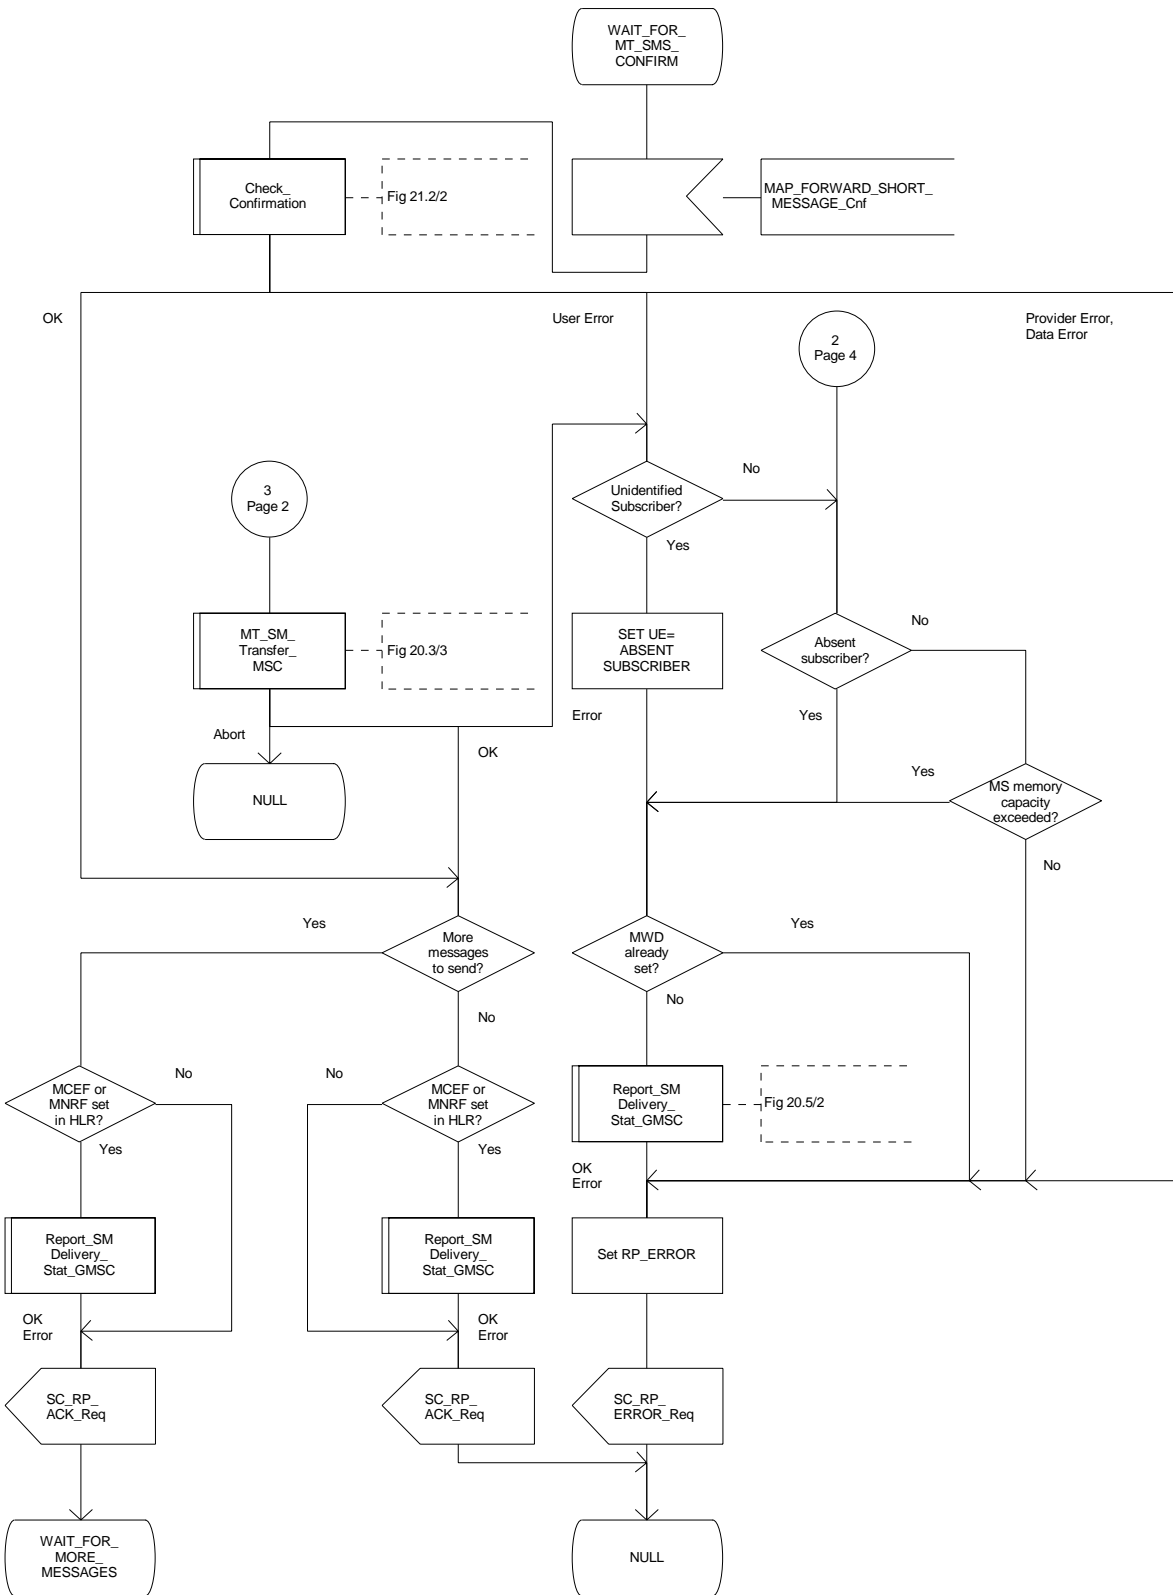 WAIT_FOR_
MT_SMS_
CONFIRM
Check_
Confirmation
Fig 21.2/2
MAP_FORWARD_SHORT_
MESSAGE_Cnf
OK
User Error
Provider Error,
Data Error
2
Page 4
3
Page 2
Unidentified
Subscriber?
No
Yes
MT_SM_
Transfer_
MSC
Fig 20.3/3
SET UE=
ABSENT
SUBSCRIBER
Absent
subscriber?
No
Abort
OK
Error
Yes
Yes
NULL
MS memory
capacity
exceeded?
No
Yes
More
messages
to send?
No
MWD
already
set?
Yes
No
MCEF or
MNRF set
in HLR?
No
Yes
No
MCEF or
MNRF set
in HLR?
Yes
Report_SM
Delivery_
Stat_GMSC
Fig 20.5/2
OK
Error
Report_SM
Delivery_
Stat_GMSC
Report_SM
Delivery_
Stat_GMSC
Set RP_ERROR
OK
Error
OK
Error
SC_RP_
ACK_Req
SC_RP_
ACK_Req
SC_RP_
ERROR_Req
WAIT_FOR_
MORE_
MESSAGES
NULL